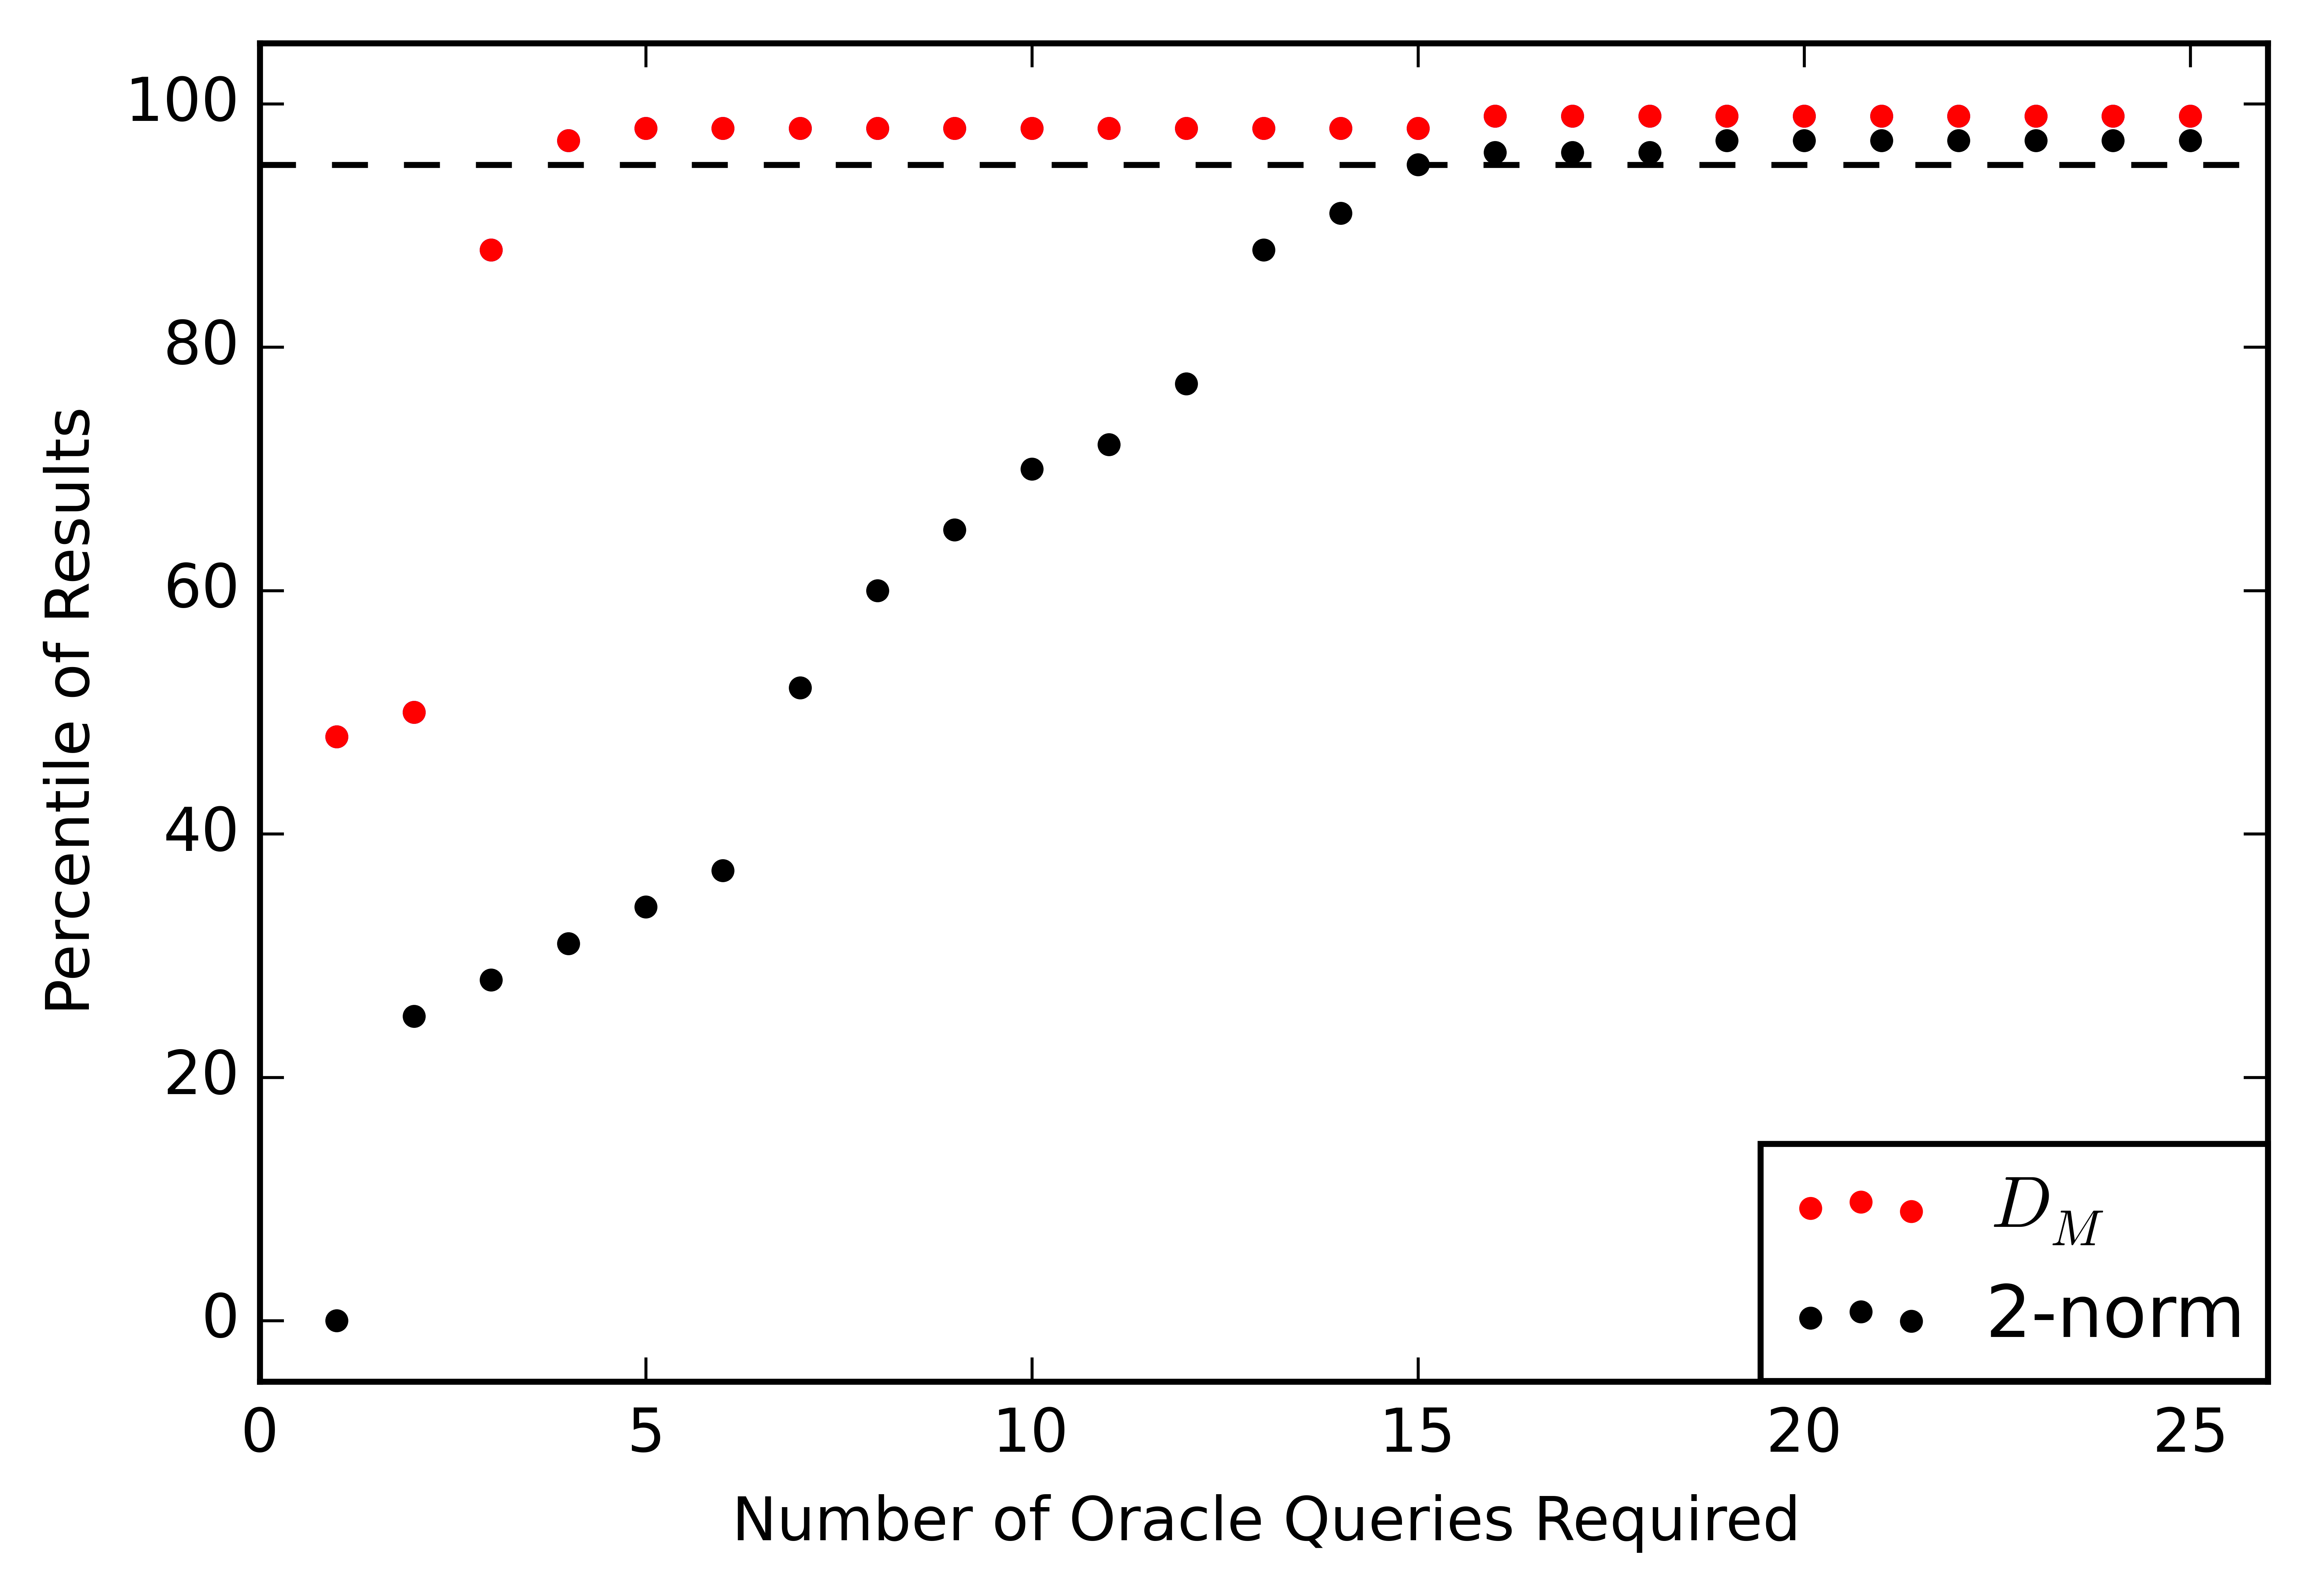 100
80
60
40
20
0
Percentile of Results
0 5 10 15 20 25
Number of Oracle Queries Required
D_M
2-norm